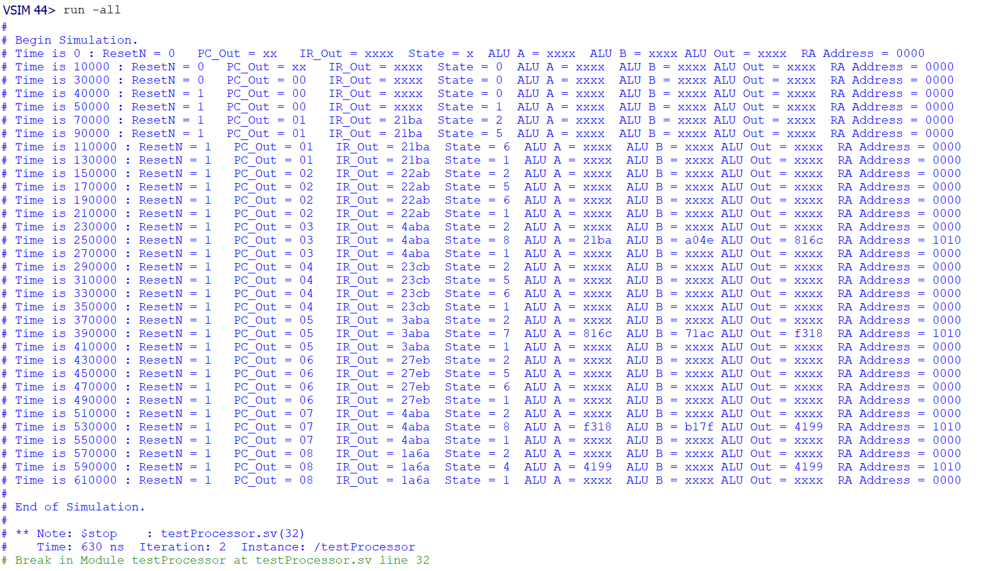 VSIM 44> run -all
#
# Begin Simulation.
# Time is 0 : ResetN = 0   PC_Out = xx   IR_Out = xxxx  State = x  ALU A = xxxx  ALU B = xxxx ALU Out = xxxx  RA Address = 0000
# Time is 10000 : ResetN = 0   PC_Out = xx   IR_Out = xxxx  State = 0  ALU A = xxxx  ALU B = xxxx ALU Out = xxxx  RA Address = 0000
# Time is 30000 : ResetN = 0   PC_Out = 00   IR_Out = xxxx  State = 0  ALU A = xxxx  ALU B = xxxx ALU Out = xxxx  RA Address = 0000
# Time is 40000 : ResetN = 1   PC_Out = 00   IR_Out = xxxx  State = 0  ALU A = xxxx  ALU B = xxxx ALU Out = xxxx  RA Address = 0000
# Time is 50000 : ResetN = 1   PC_Out = 00   IR_Out = xxxx  State = 1  ALU A = xxxx  ALU B = xxxx ALU Out = xxxx  RA Address = 0000
# Time is 70000 : ResetN = 1   PC_Out = 01   IR_Out = 21ba  State = 2  ALU A = xxxx  ALU B = xxxx ALU Out = xxxx  RA Address = 0000
# Time is 90000 : ResetN = 1   PC_Out = 01   IR_Out = 21ba  State = 5  ALU A = xxxx  ALU B = xxxx ALU Out = xxxx  RA Address = 0000
# Time is 110000 : ResetN = 1   PC_Out = 01   IR_Out = 21ba  State = 6  ALU A = xxxx  ALU B = xxxx ALU Out = xxxx  RA Address = 0000
# Time is 130000 : ResetN = 1   PC_Out = 01   IR_Out = 21ba  State = 1  ALU A = xxxx  ALU B = xxxx ALU Out = xxxx  RA Address = 0000
# Time is 150000 : ResetN = 1   PC_Out = 02   IR_Out = 22ab  State = 2  ALU A = xxxx  ALU B = xxxx ALU Out = xxxx  RA Address = 0000
# Time is 170000 : ResetN = 1   PC_Out = 02   IR_Out = 22ab  State = 5  ALU A = xxxx  ALU B = xxxx ALU Out = xxxx  RA Address = 0000
# Time is 190000 : ResetN = 1   PC_Out = 02   IR_Out = 22ab  State = 6  ALU A = xxxx  ALU B = xxxx ALU Out = xxxx  RA Address = 0000
# Time is 210000 : ResetN = 1   PC_Out = 02   IR_Out = 22ab  State = 1  ALU A = xxxx  ALU B = xxxx ALU Out = xxxx  RA Address = 0000
# Time is 230000 : ResetN = 1   PC_Out = 03   IR_Out = 4aba  State = 2  ALU A = xxxx  ALU B = xxxx ALU Out = xxxx  RA Address = 0000
# Time is 250000 : ResetN = 1   PC_Out = 03   IR_Out = 4aba  State = 8  ALU A = 21ba  ALU B = a04e ALU Out = 816c  RA Address = 1010
# Time is 270000 : ResetN = 1   PC_Out = 03   IR_Out = 4aba  State = 1  ALU A = xxxx  ALU B = xxxx ALU Out = xxxx  RA Address = 0000
# Time is 290000 : ResetN = 1   PC_Out = 04   IR_Out = 23cb  State = 2  ALU A = xxxx  ALU B = xxxx ALU Out = xxxx  RA Address = 0000
# Time is 310000 : ResetN = 1   PC_Out = 04   IR_Out = 23cb  State = 5  ALU A = xxxx  ALU B = xxxx ALU Out = xxxx  RA Address = 0000
# Time is 330000 : ResetN = 1   PC_Out = 04   IR_Out = 23cb  State = 6  ALU A = xxxx  ALU B = xxxx ALU Out = xxxx  RA Address = 0000
# Time is 350000 : ResetN = 1   PC_Out = 04   IR_Out = 23cb  State = 1  ALU A = xxxx  ALU B = xxxx ALU Out = xxxx  RA Address = 0000
# Time is 370000 : ResetN = 1   PC_Out = 05   IR_Out = 3aba  State = 2  ALU A = xxxx  ALU B = xxxx ALU Out = xxxx  RA Address = 0000
# Time is 390000 : ResetN = 1   PC_Out = 05   IR_Out = 3aba  State = 7  ALU A = 816c  ALU B = 71ac ALU Out = f318  RA Address = 1010
# Time is 410000 : ResetN = 1   PC_Out = 05   IR_Out = 3aba  State = 1  ALU A = xxxx  ALU B = xxxx ALU Out = xxxx  RA Address = 0000
# Time is 430000 : ResetN = 1   PC_Out = 06   IR_Out = 27eb  State = 2  ALU A = xxxx  ALU B = xxxx ALU Out = xxxx  RA Address = 0000
# Time is 450000 : ResetN = 1   PC_Out = 06   IR_Out = 27eb  State = 5  ALU A = xxxx  ALU B = xxxx ALU Out = xxxx  RA Address = 0000
# Time is 470000 : ResetN = 1   PC_Out = 06   IR_Out = 27eb  State = 6  ALU A = xxxx  ALU B = xxxx ALU Out = xxxx  RA Address = 0000
# Time is 490000 : ResetN = 1   PC_Out = 06   IR_Out = 27eb  State = 1  ALU A = xxxx  ALU B = xxxx ALU Out = xxxx  RA Address = 0000
# Time is 510000 : ResetN = 1   PC_Out = 07   IR_Out = 4aba  State = 2  ALU A = xxxx  ALU B = xxxx ALU Out = xxxx  RA Address = 0000
# Time is 530000 : ResetN = 1   PC_Out = 07   IR_Out = 4aba  State = 8  ALU A = f318  ALU B = b17f ALU Out = 4199  RA Address = 1010
# Time is 550000 : ResetN = 1   PC_Out = 07   IR_Out = 4aba  State = 1  ALU A = xxxx  ALU B = xxxx ALU Out = xxxx  RA Address = 0000
# Time is 570000 : ResetN = 1   PC_Out = 08   IR_Out = 1a6a  State = 2  ALU A = xxxx  ALU B = xxxx ALU Out = xxxx  RA Address = 0000
# Time is 590000 : ResetN = 1   PC_Out = 08   IR_Out = 1a6a  State = 4  ALU A = 4199  ALU B = xxxx ALU Out = 4199  RA Address = 1010
# Time is 610000 : ResetN = 1   PC_Out = 08   IR_Out = 1a6a  State = 1  ALU A = xxxx  ALU B = xxxx ALU Out = xxxx  RA Address = 0000
#
# End of Simulation.
#
# ** Note: $stop    : testProcessor.sv(32)
#    Time: 630 ns  Iteration: 2  Instance: /testProcessor
# Break in Module testProcessor at testProcessor.sv line 32